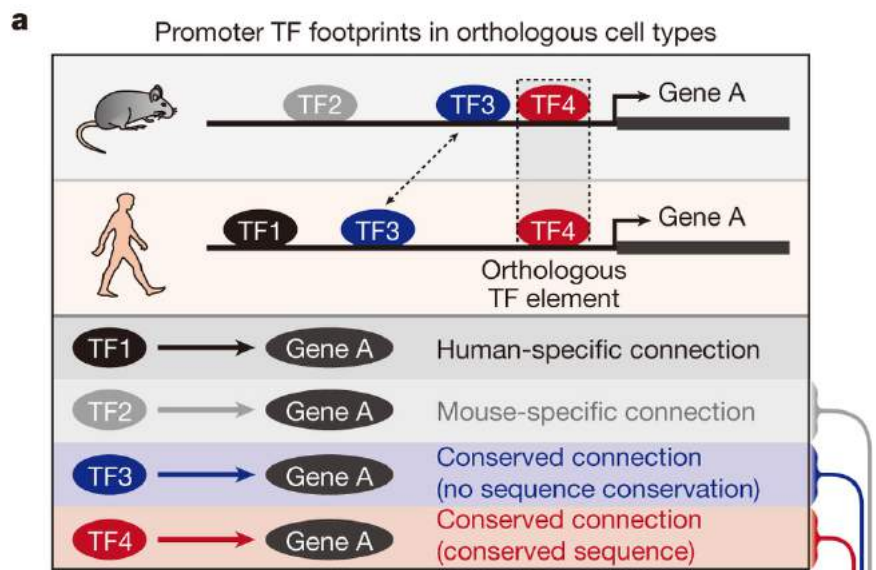 a
Promoter TF footprints in orthologous cell types
TF2 TF3 TF4 Gene A
TF1 TF3 TF4 Gene A
Orthologous
TF element
TF1 Gene A Human-specific connection
TF2 Gene A Mouse-specific connection
TF3 Gene A Conserved connection
(no sequence conservation)
TF4 Gene A Conserved connection
(conserved sequence)